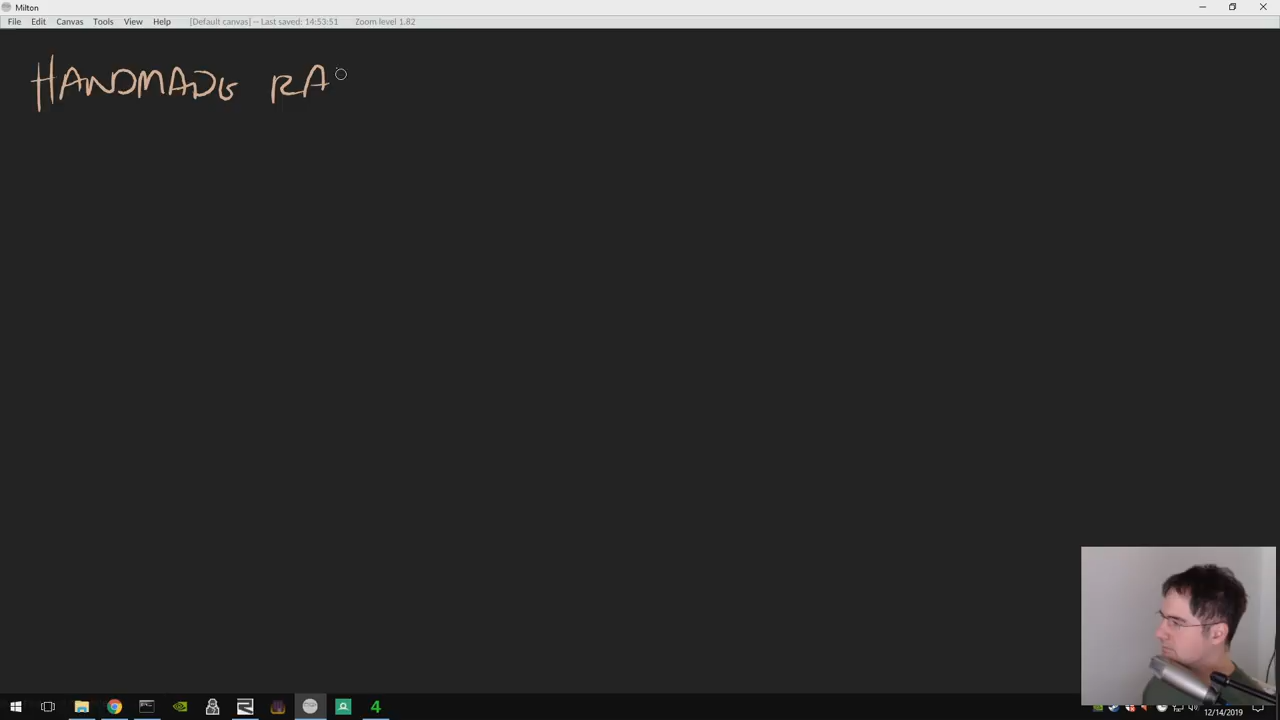 Milton
File Edit Canvas Tools View Help [Default canvas] — Last saved: 14:53:51 Zoom level 1.82
HANDMADE RA
4
12/14/2019